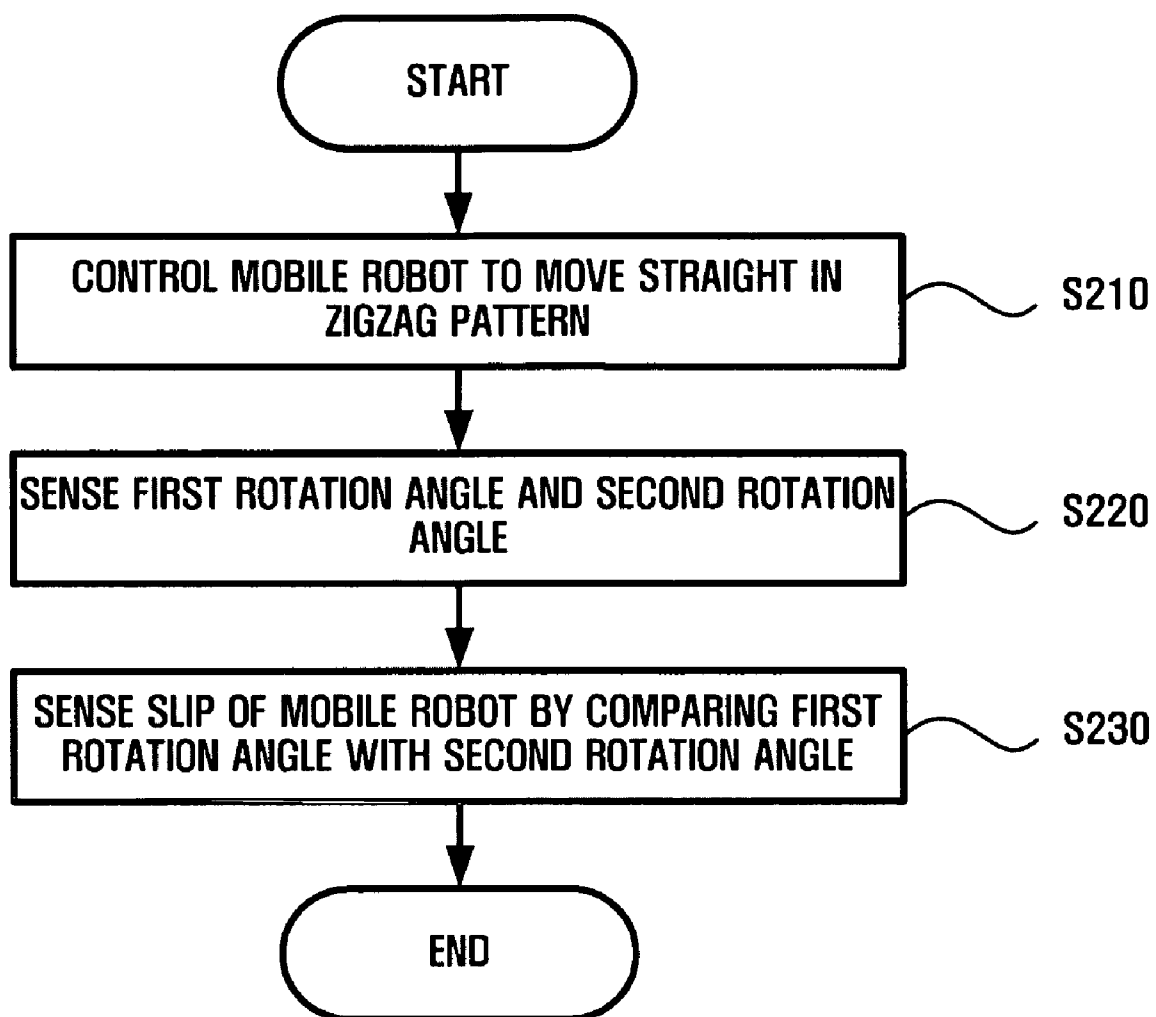 START
CONTROL MOBILE ROBOT TO MOVE STRAIGHT IN
ZIGZAG PATTERN
S210
SENSE FIRST ROTATION ANGLE AND SECOND ROTATION
ANGLE
S220
SENSE SLIP OF MOBILE ROBOT BY COMPARING FIRST
ROTATION ANGLE WITH SECOND ROTATION ANGLE
S230
END